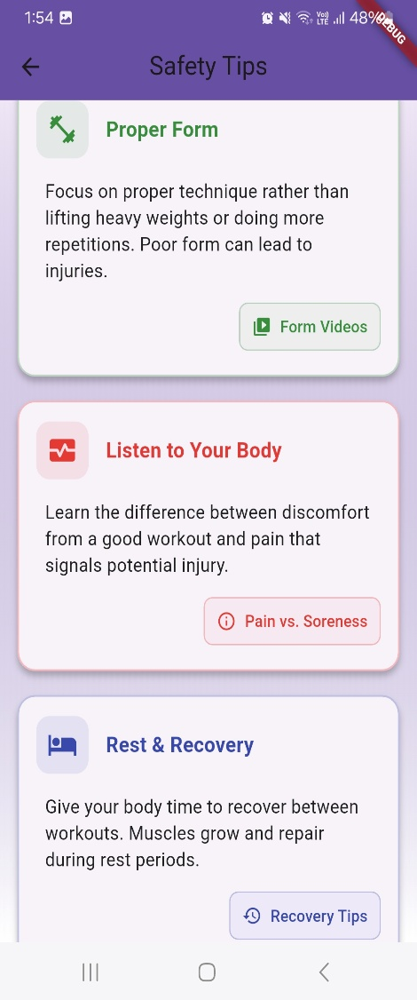 1:54
Vo))
LTE
48%
DEBUG
Safety Tips
Proper Form
Focus on proper technique rather than
lifting heavy weights or doing more
repetitions. Poor form can lead to
injuries.
Form Videos
Listen to Your Body
Learn the difference between discomfort
from a good workout and pain that
signals potential injury.
Pain vs. Soreness
Rest & Recovery
Give your body time to recover between
workouts. Muscles grow and repair
during rest periods.
Recovery Tips